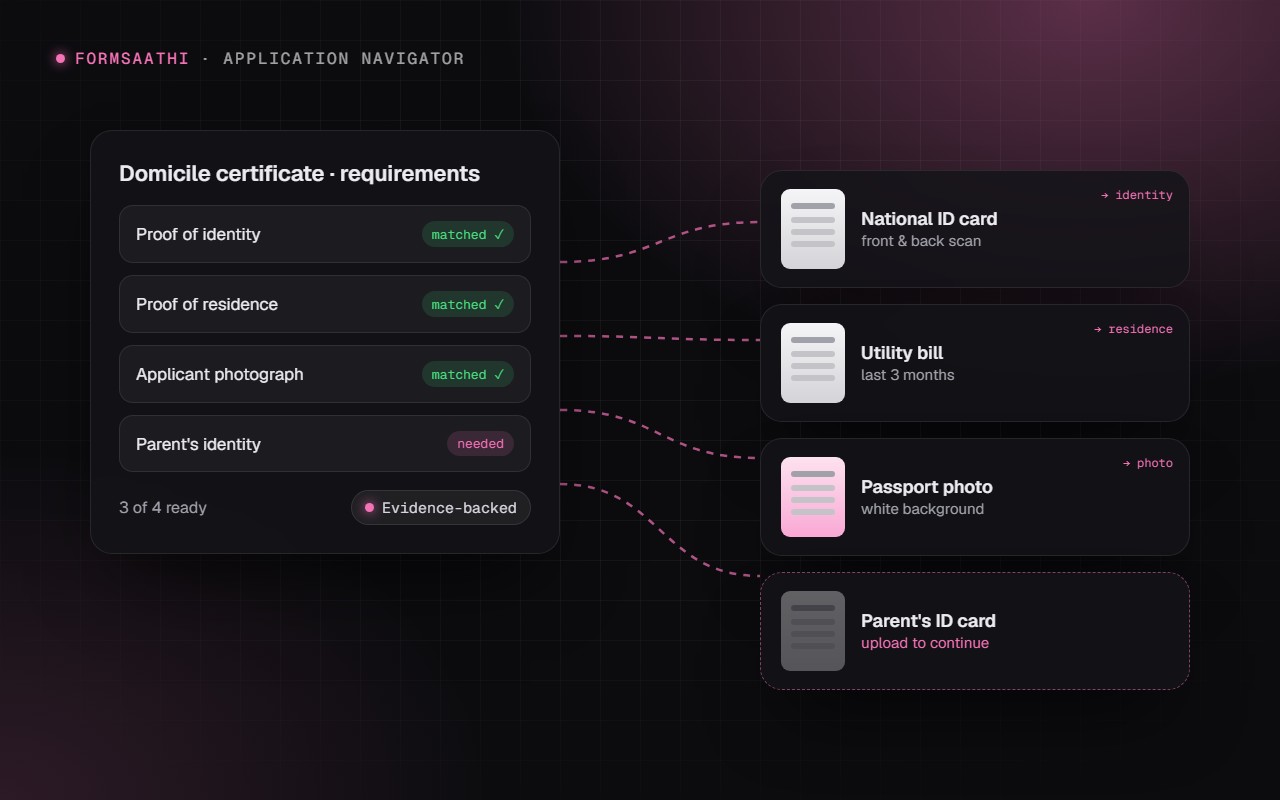 FORMSAATHI · APPLICATION NAVIGATOR
Domicile certificate · requirements
Proof of identity
matched ✓
Proof of residence
matched ✓
Applicant photograph
matched ✓
Parent's identity
needed
3 of 4 ready
Evidence-backed
→ identity
National ID card
front & back scan
→ residence
Utility bill
last 3 months
→ photo
Passport photo
white background
Parent's ID card
upload to continue